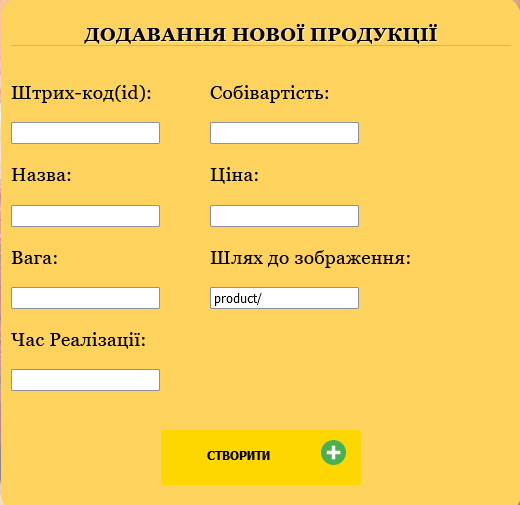 ДОДАВАННЯ НОВОЇ ПРОДУКЦІЇ
Штрих-код(id):
Собівартість:
Назва:
Ціна:
Вага:
Шлях до зображення:
product/
Час Реалізації:
СТВОРИТИ